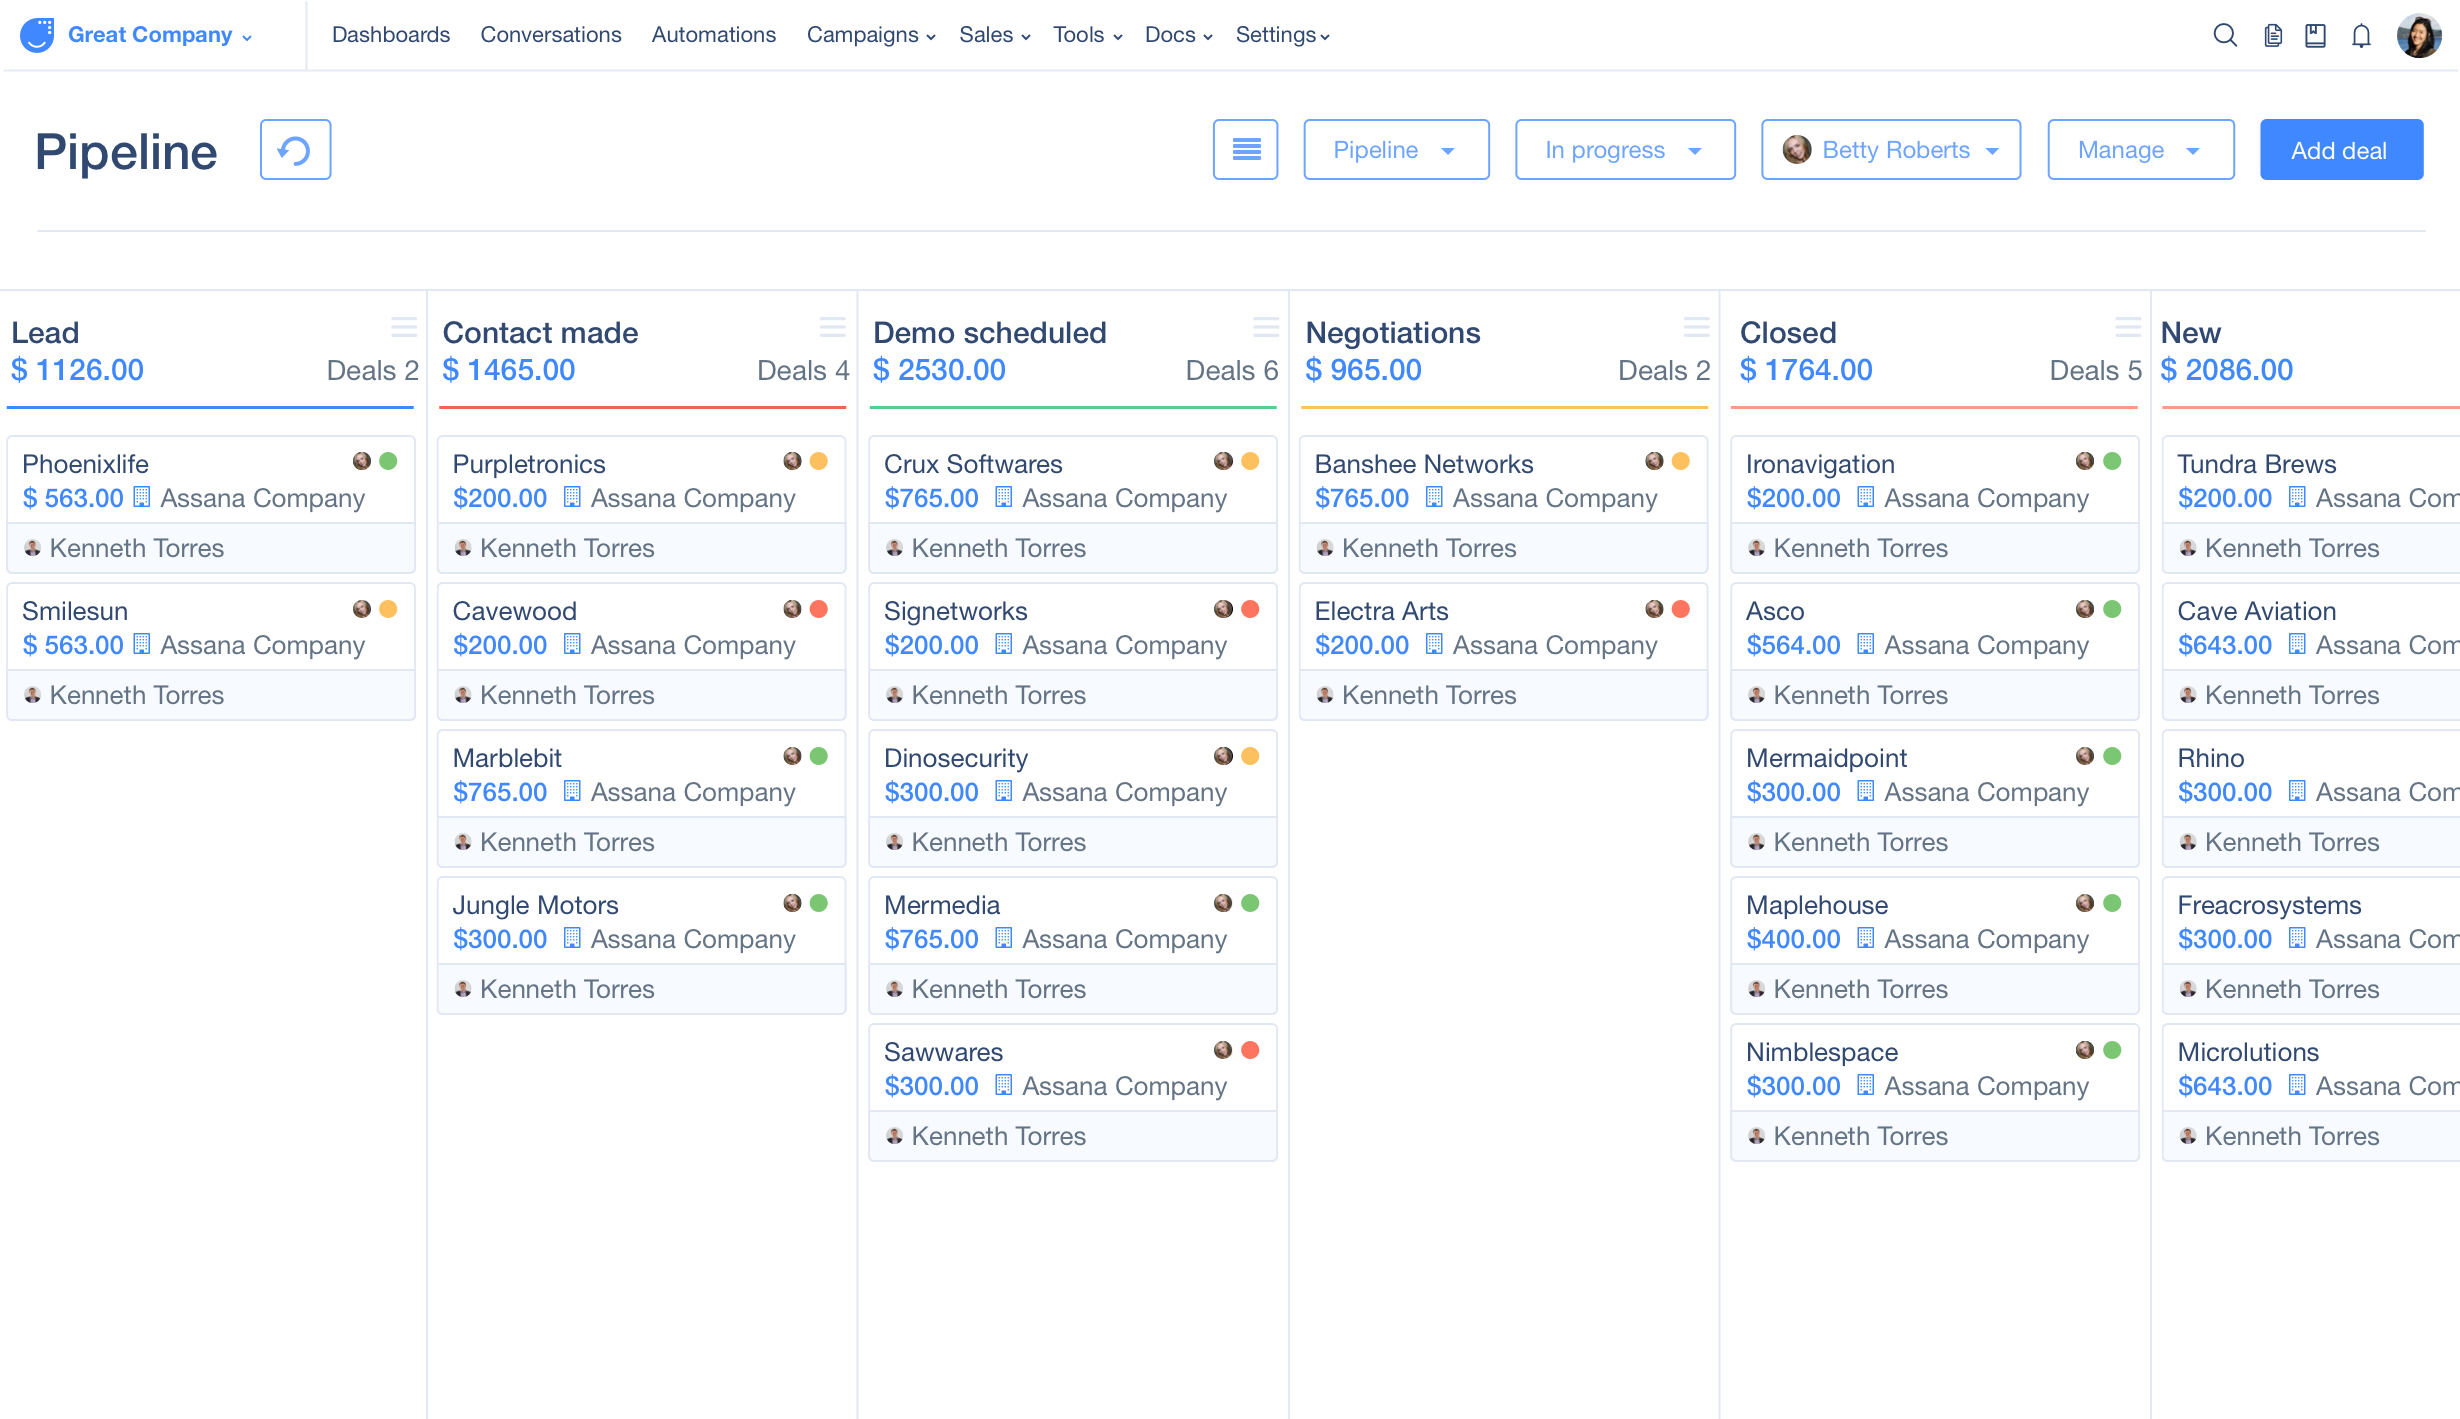 Great Company
Dashboards Conversations Automations Campaigns Sales Tools Docs Settings
Pipeline
Pipeline In progress Betty Roberts Manage Add deal
Lead
$ 1126.00 Deals 2
Phoenixlife
$ 563.00 Assana Company
Kenneth Torres
Smilesun
$ 563.00 Assana Company
Kenneth Torres
Contact made
$ 1465.00 Deals 4
Purpletronics
$200.00 Assana Company
Kenneth Torres
Cavewood
$200.00 Assana Company
Kenneth Torres
Marblebit
$765.00 Assana Company
Kenneth Torres
Jungle Motors
$300.00 Assana Company
Kenneth Torres
Demo scheduled
$ 2530.00 Deals 6
Crux Softwares
$765.00 Assana Company
Kenneth Torres
Signetworks
$200.00 Assana Company
Kenneth Torres
Dinosecurity
$300.00 Assana Company
Kenneth Torres
Mermedia
$765.00 Assana Company
Kenneth Torres
Sawwares
$300.00 Assana Company
Kenneth Torres
Negotiations
$ 965.00 Deals 2
Banshee Networks
$765.00 Assana Company
Kenneth Torres
Electra Arts
$200.00 Assana Company
Kenneth Torres
Closed
$ 1764.00 Deals 5
Ironavigation
$200.00 Assana Company
Kenneth Torres
Asco
$564.00 Assana Company
Kenneth Torres
Mermaidpoint
$300.00 Assana Company
Kenneth Torres
Maplehouse
$400.00 Assana Company
Kenneth Torres
Nimblespace
$300.00 Assana Company
Kenneth Torres
New
$ 2086.00
Tundra Brews
$200.00 Assana Com
Kenneth Torres
Cave Aviation
$643.00 Assana Com
Kenneth Torres
Rhino
$300.00 Assana Com
Kenneth Torres
Freacrosystems
$300.00 Assana Com
Kenneth Torres
Microlutions
$643.00 Assana Com
Kenneth Torres